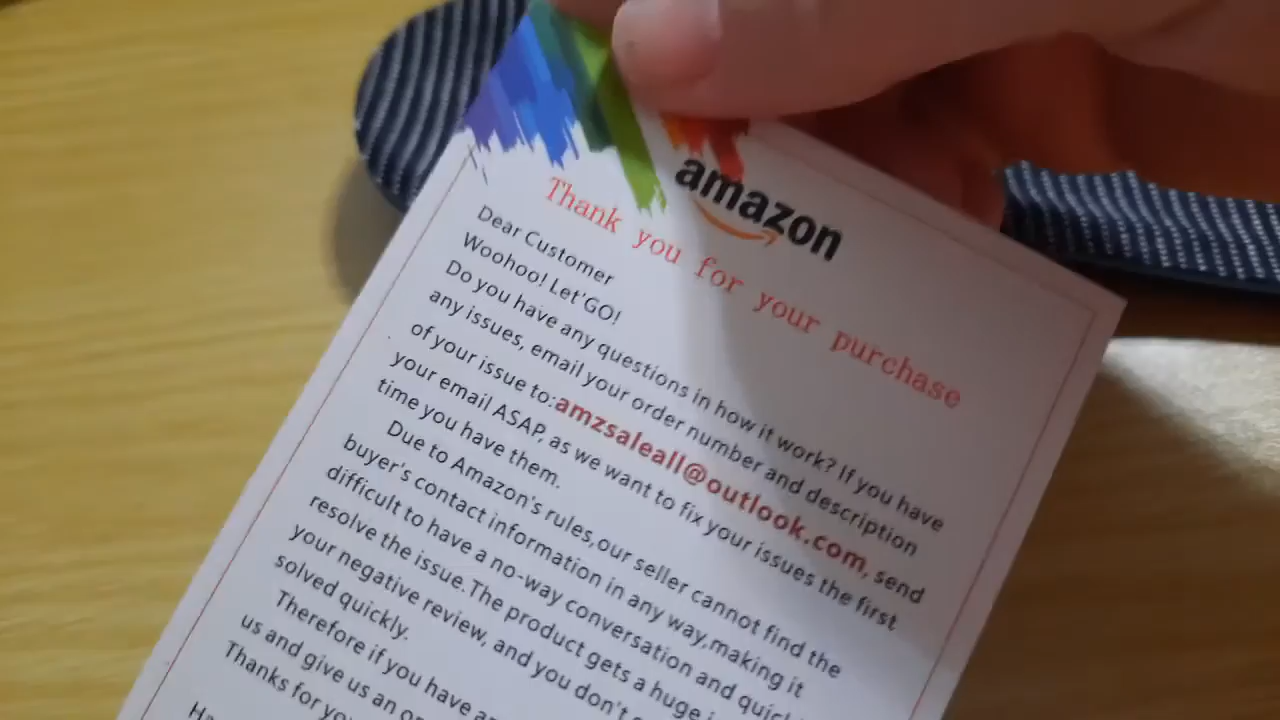 amazon
Thank you for your purchase
Dear Customer
Woohoo! Let'GO!
Do you have any questions in how it work? If you have
any issues, email your order number and description
of your issue to:amzsaleall@outlook.com, send
your email ASAP, as we want to fix your issues the first
time you have them.
Due to Amazon's rules,our seller cannot find the
buyer's contact information in any way,making it
difficult to have a no-way conversation and
resolve the issue.The product gets a huge
your negative review, and you don't
solved quickly.
Therefore if you have
us and give us an
Thanks for